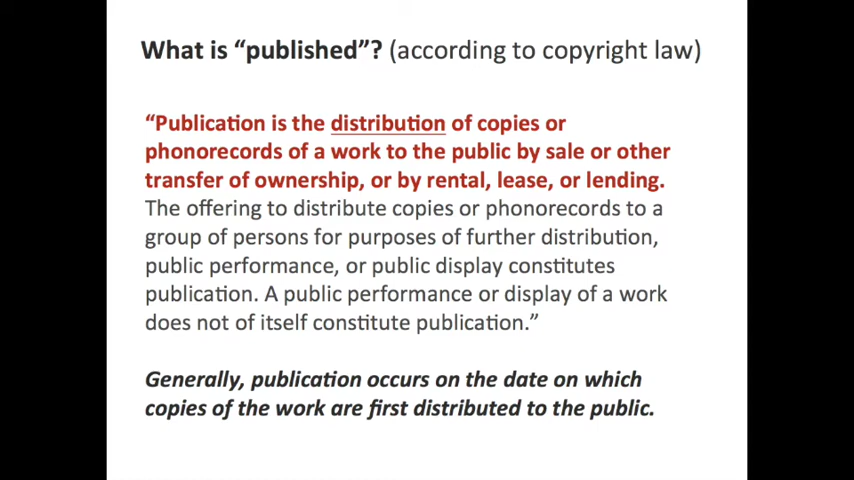 What is “published”? (according to copyright law)
“Publication is the distribution of copies or
phonorecords of a work to the public by sale or other
transfer of ownership, or by rental, lease, or lending.
The offering to distribute copies or phonorecords to a
group of persons for purposes of further distribution,
public performance, or public display constitutes
publication. A public performance or display of a work
does not of itself constitute publication.”
Generally, publication occurs on the date on which
copies of the work are first distributed to the public.